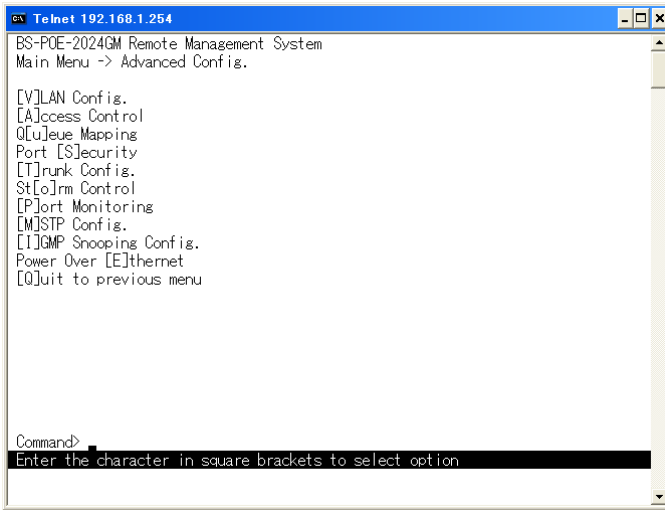 Telnet 192.168.1.254
BS-POE-2024GM Remote Management System
Main Menu -> Advanced Config.
[V]LAN Config.
[A]ccess Control
Q[u]eue Mapping
Port [S]ecurity
[T]runk Config.
St[o]rm Control
[P]ort Monitoring
[M]STP Config.
[I]GMP Snooping Config.
Power Over [E]thernet
[Q]uit to previous menu
Command>
Enter the character in square brackets to select option